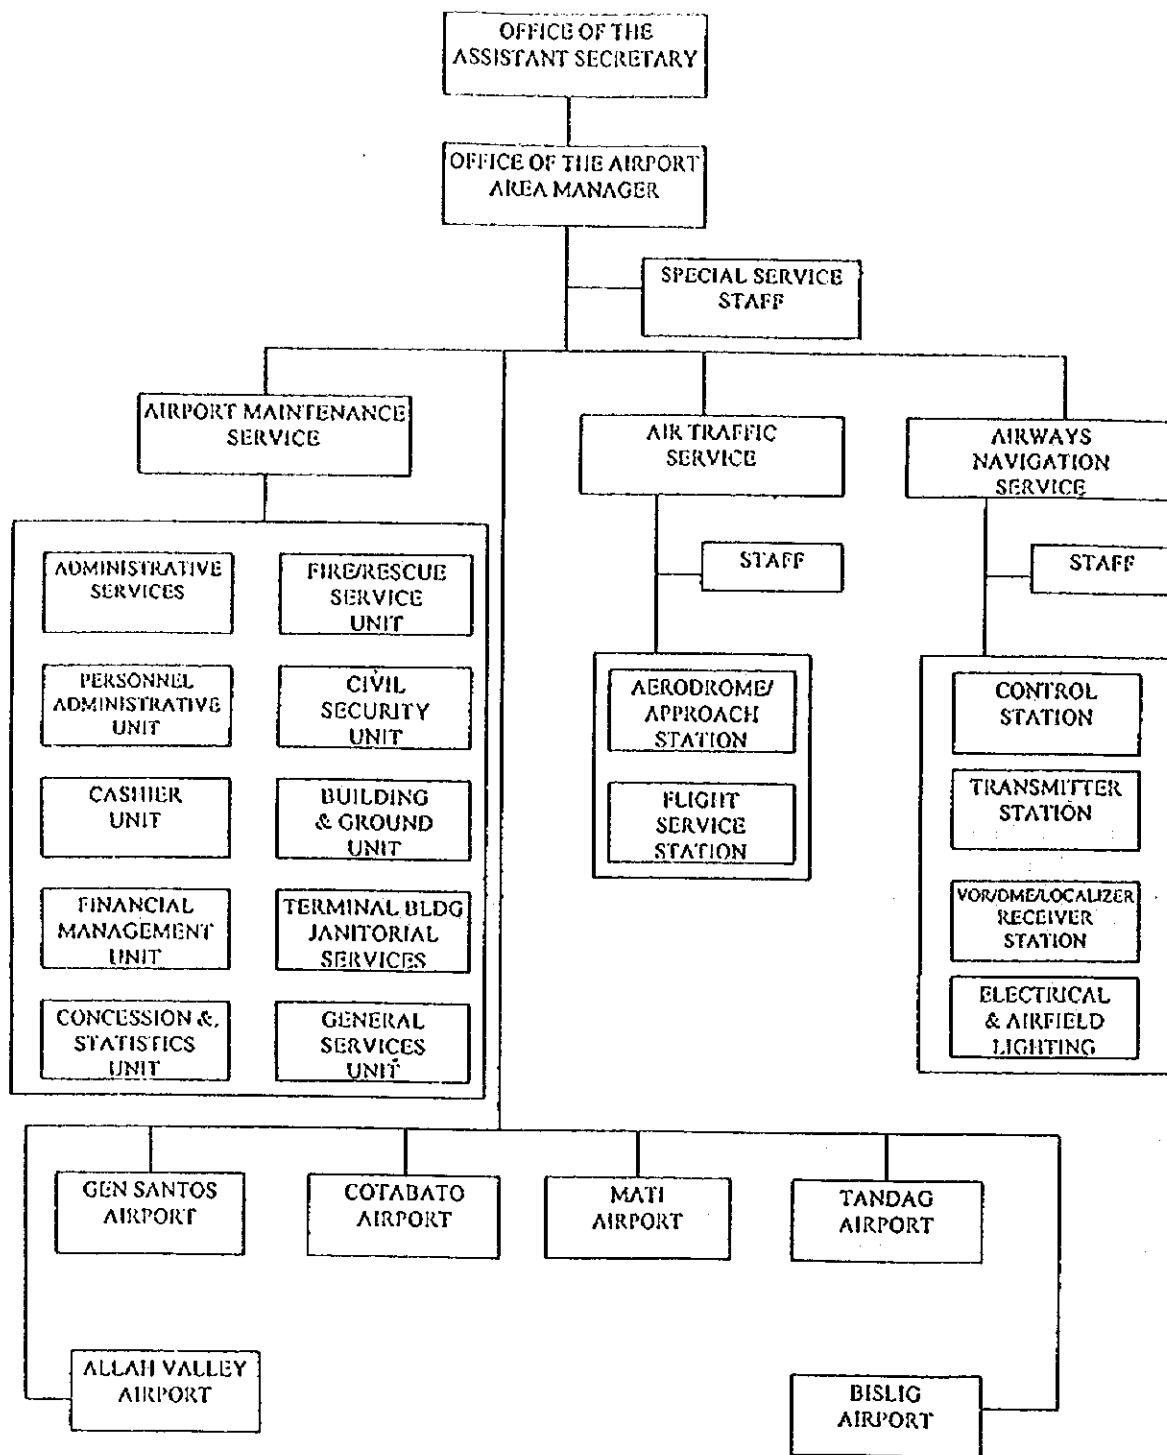 OFFICE OF THE
ASSISTANT SECRETARY
OFFICE OF THE AIRPORT
AREA MANAGER
SPECIAL SERVICE
STAFF
AIRPORT MAINTENANCE
SERVICE
AIR TRAFFIC
SERVICE
AIRWAYS
NAVIGATION
SERVICE
STAFF
STAFF
ADMINISTRATIVE
SERVICES
FIRE/RESCUE
SERVICE
UNIT
PERSONNEL
ADMINISTRATIVE
UNIT
CIVIL
SECURITY
UNIT
CASHIER
UNIT
BUILDING
& GROUND
UNIT
FINANCIAL
MANAGEMENT
UNIT
TERMINAL BLDG
JANITORIAL
SERVICES
CONCESSION &
STATISTICS
UNIT
GENERAL
SERVICES
UNIT
AERODROME/
APPROACH
STATION
FLIGHT
SERVICE
STATION
CONTROL
STATION
TRANSMITTER
STATION
VOR/DME/LOCALIZER
RECEIVER
STATION
ELECTRICAL
& AIRFIELD
LIGHTING
GEN SANTOS
AIRPORT
COTABATO
AIRPORT
MATI
AIRPORT
TANDAG
AIRPORT
ALLAH VALLEY
AIRPORT
BISLIG
AIRPORT